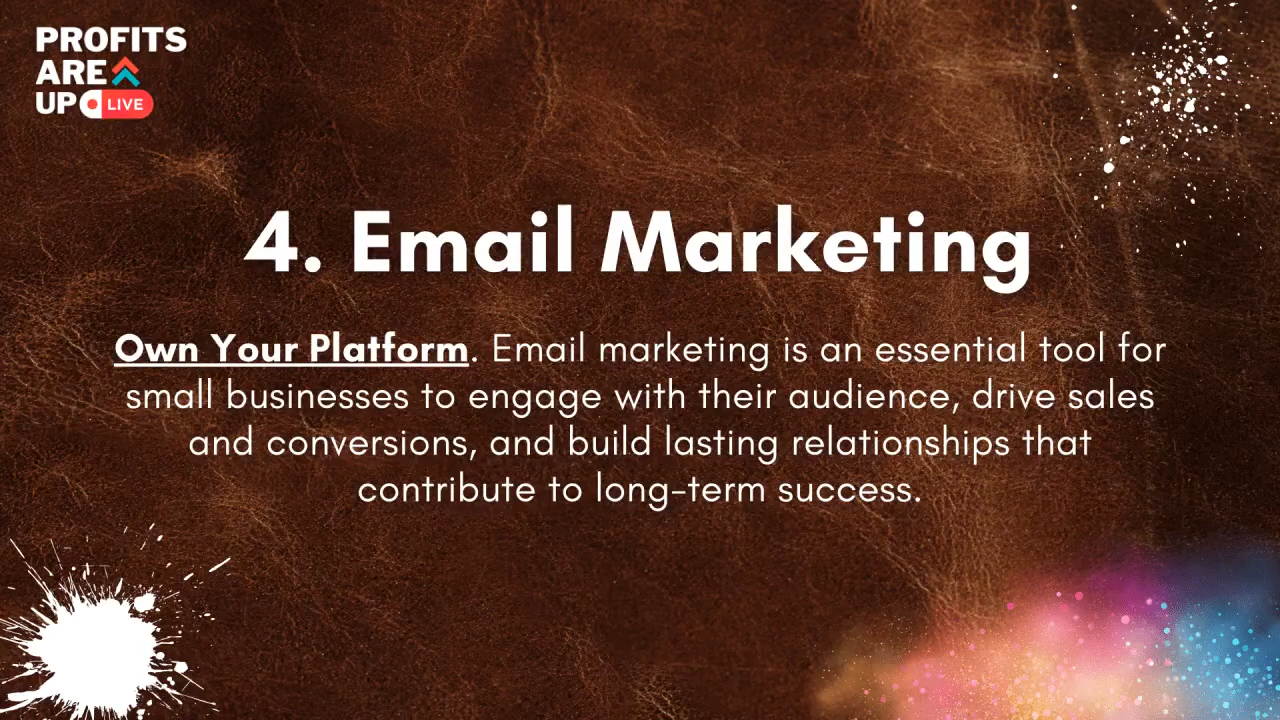 PROFITS
ARE
UP LIVE
4. Email Marketing
Own Your Platform. Email marketing is an essential tool for
small businesses to engage with their audience, drive sales
and conversions, and build lasting relationships that
contribute to long-term success.